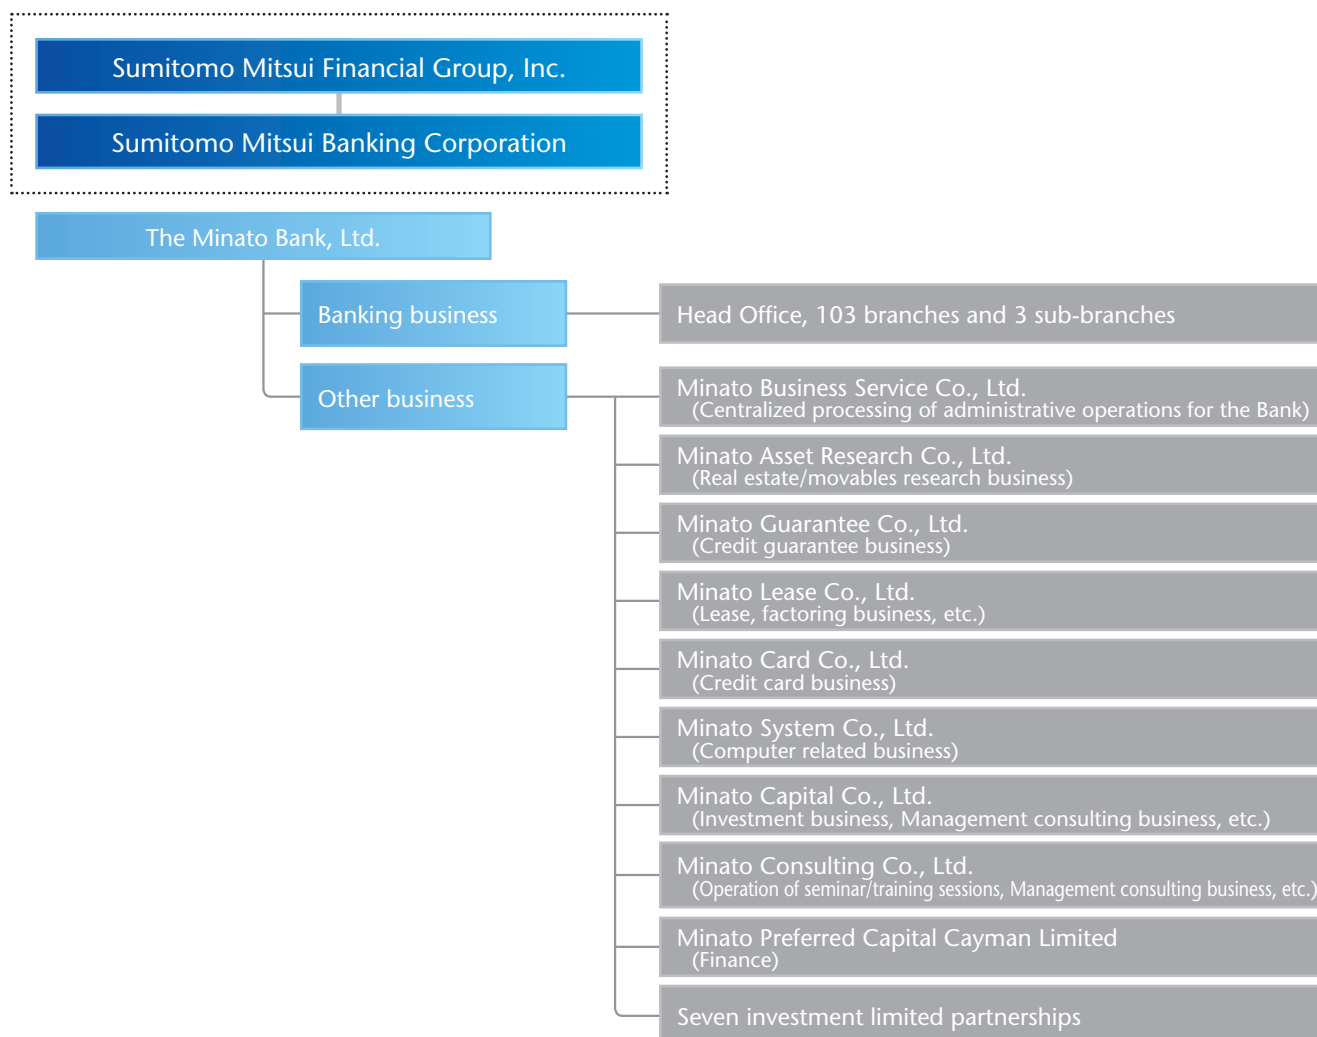 Sumitomo Mitsui Financial Group, Inc.
Sumitomo Mitsui Banking Corporation
The Minato Bank, Ltd.
Banking business
Head Office, 103 branches and 3 sub-branches
Other business
Minato Business Service Co., Ltd.
(Centralized processing of administrative operations for the Bank)
Minato Asset Research Co., Ltd.
(Real estate/movables research business)
Minato Guarantee Co., Ltd.
(Credit guarantee business)
Minato Lease Co., Ltd.
(Lease, factoring business, etc.)
Minato Card Co., Ltd.
(Credit card business)
Minato System Co., Ltd.
(Computer related business)
Minato Capital Co., Ltd.
(Investment business, Management consulting business, etc.)
Minato Consulting Co., Ltd.
(Operation of seminar/training sessions, Management consulting business, etc.)
Minato Preferred Capital Cayman Limited
(Finance)
Seven investment limited partnerships